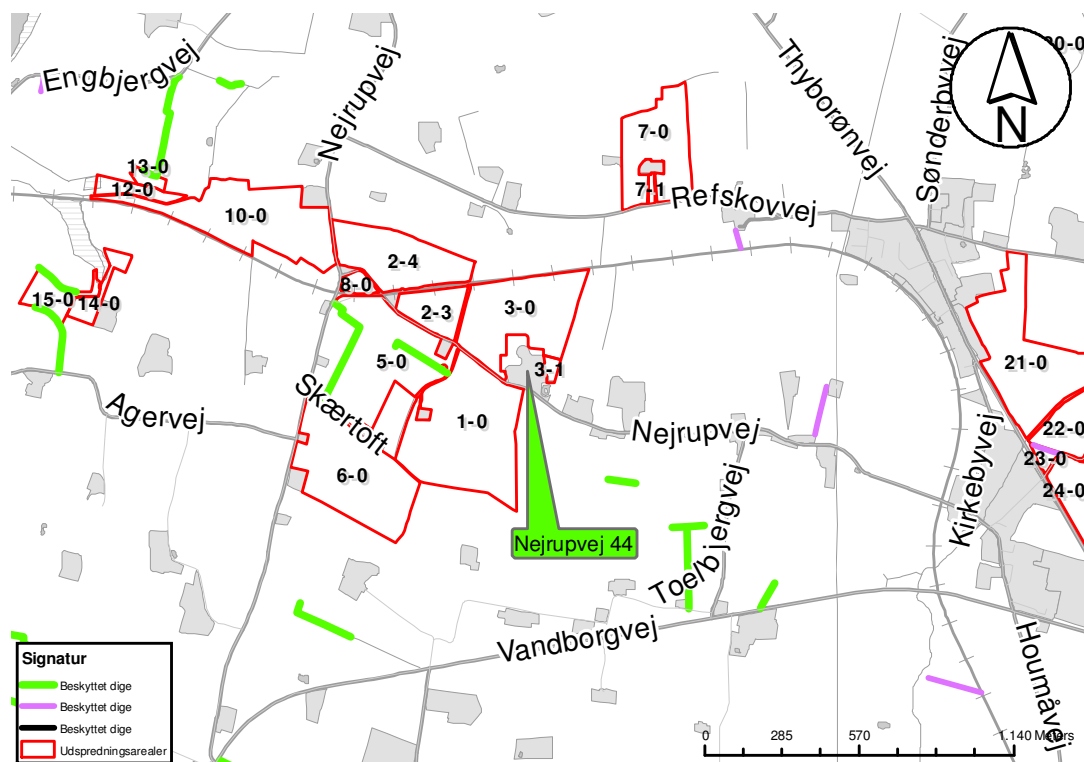 Engbjergvej
Nejrupvej
Thyborønvej
Sønderbyvej
20-0
N
7-0
7-1
Refskovvej
13-0
12-0
10-0
2-4
8-0
2-3
3-0
15-0
14-0
5-0
3-1
21-0
Skærtoft
Agervej
1-0
Nejrupvej
22-0
23-0
24-0
6-0
Kirkebyvej
Nejrupvej 44
Toelbjergvej
Vandborgvej
Houmåvej
Signatur
Beskyttet dige
Beskyttet dige
Beskyttet dige
Udspredningsarealer
0 285 570 1.140 Meters